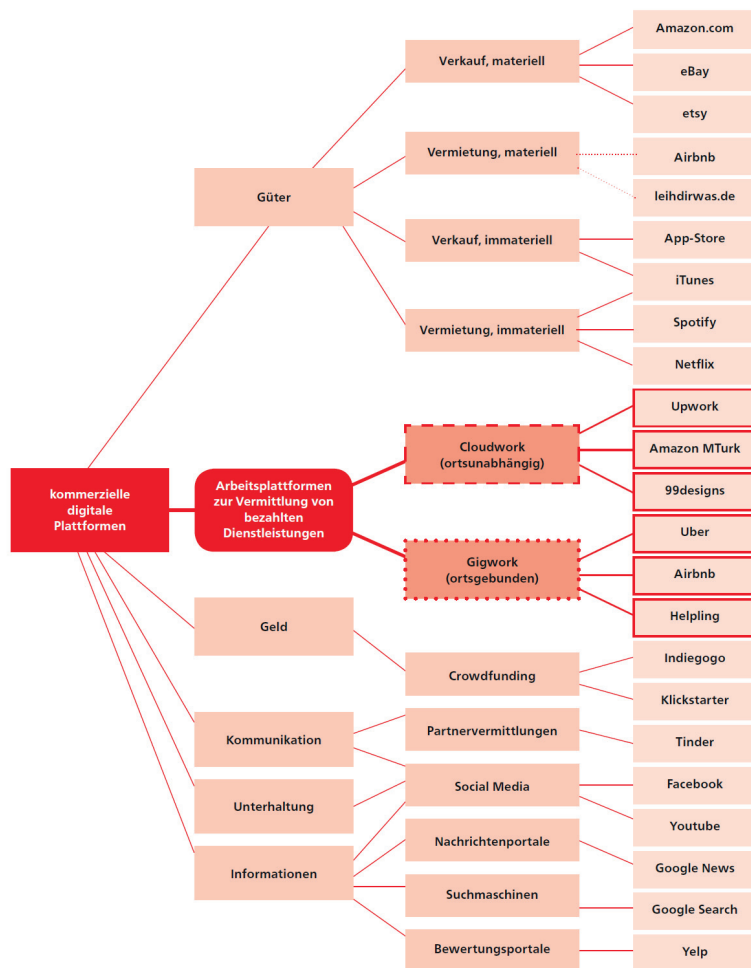 kommerzielle
digitale
Plattformen
Güter
Verkauf, materiell
Amazon.com
eBay
etsy
Vermietung, materiell
Airbnb
leihdirwas.de
Verkauf, immateriell
App-Store
iTunes
Vermietung, immateriell
Spotify
Netflix
Arbeitsplattformen
zur Vermittlung von
bezahlten
Dienstleistungen
Cloudwork
(ortsunabhängig)
Upwork
Amazon MTurk
99designs
Gigwork
(ortsgebunden)
Uber
Airbnb
Helpling
Geld
Crowdfunding
Indiegogo
Klickstarter
Kommunikation
Partnervermittlungen
Tinder
Unterhaltung
Social Media
Facebook
Youtube
Informationen
Nachrichtenportale
Google News
Suchmaschinen
Google Search
Bewertungsportale
Yelp